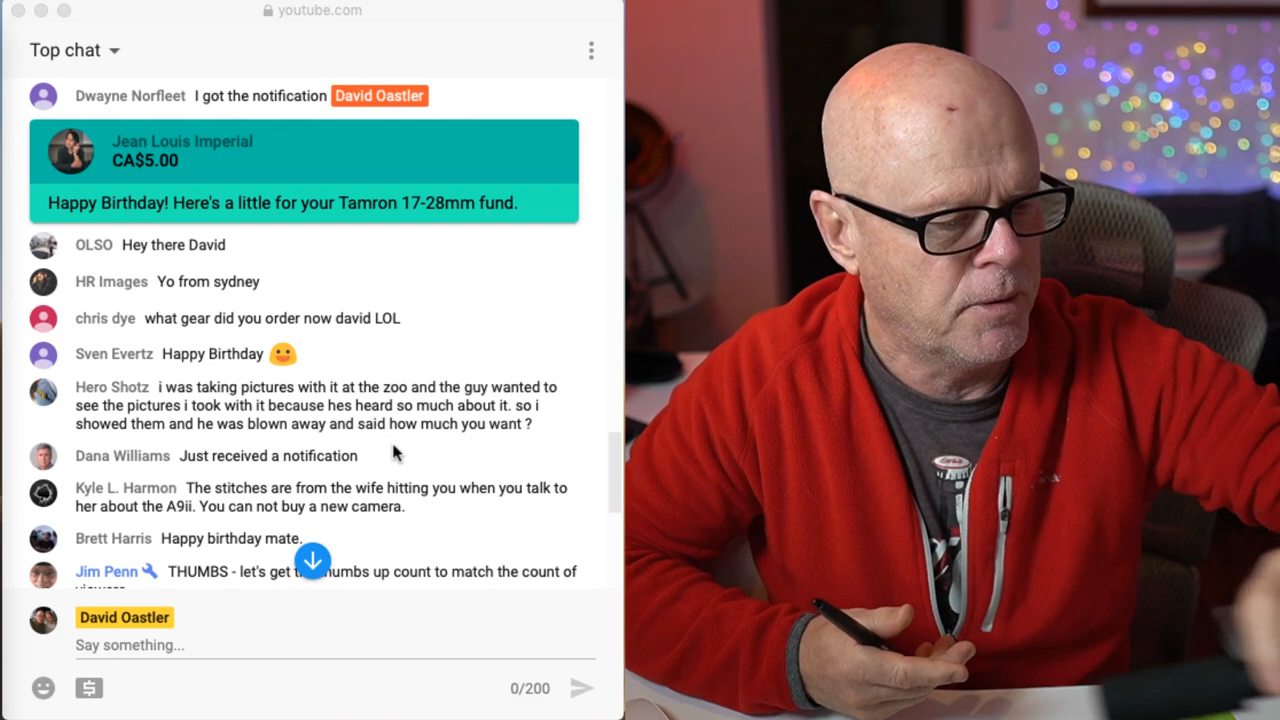 youtube.com
Top chat
Dwayne Norfleet I got the notification David Oastler
Jean Louis Imperial
CA$5.00
Happy Birthday! Here's a little for your Tamron 17-28mm fund.
OLSO Hey there David
HR Images Yo from sydney
chris dye what gear did you order now david LOL
Sven Evertz Happy Birthday
Hero Shotz i was taking pictures with it at the zoo and the guy wanted to
see the pictures i took with it because hes heard so much about it. so i
showed them and he was blown away and said how much you want ?
Dana Williams Just received a notification
Kyle L. Harmon The stitches are from the wife hitting you when you talk to
her about the A9ii. You can not buy a new camera.
Brett Harris Happy birthday mate.
Jim Penn THUMBS - let's get thumbs up count to match the count of
David Oastler
Say something...
0/200